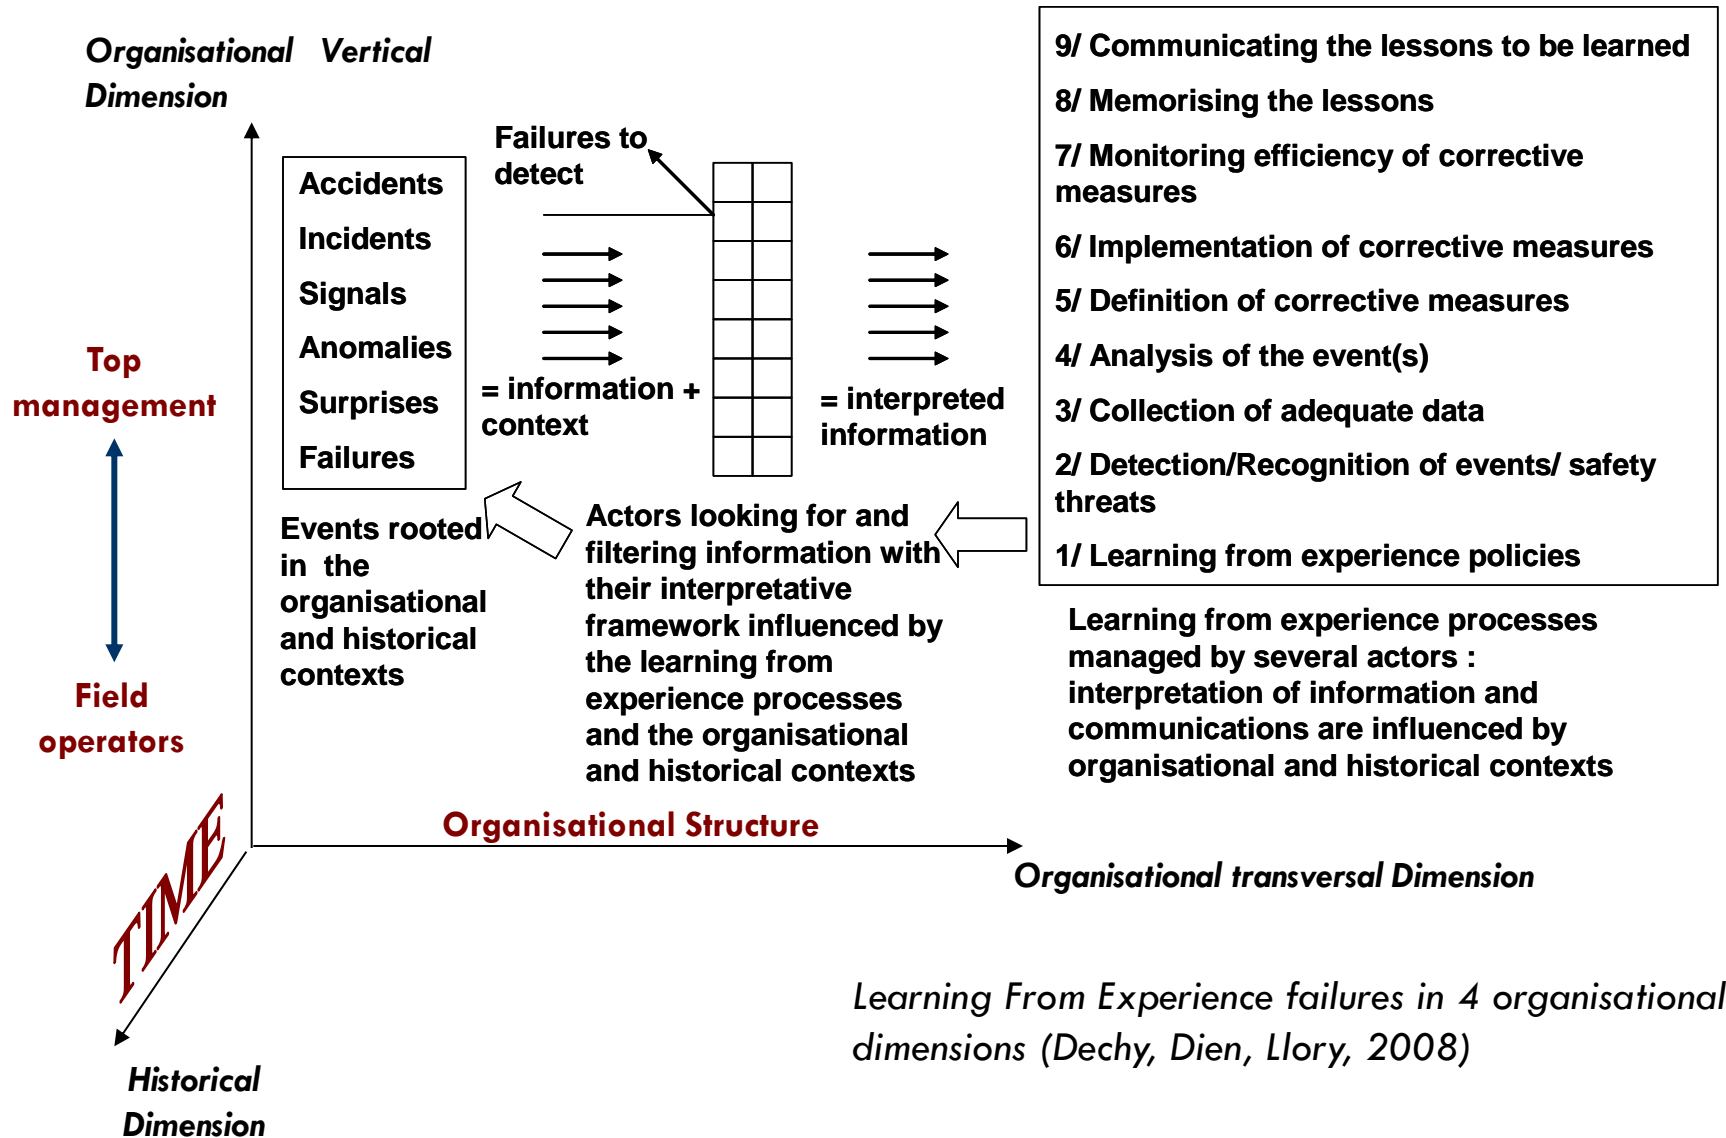 Organisational Vertical
Dimension
Accidents
Incidents
Signals
Anomalies
Surprises
Failures
Failures to
detect
= information +
context
= interpreted
information
9/ Communicating the lessons to be learned
8/ Memorising the lessons
7/ Monitoring efficiency of corrective
measures
6/ Implementation of corrective measures
5/ Definition of corrective measures
4/ Analysis of the event(s)
3/ Collection of adequate data
2/ Detection/Recognition of events/ safety
threats
1/ Learning from experience policies
Top
management
Field
operators
Events rooted
in the
organisational
and historical
contexts
Actors looking for and
filtering information with
their interpretative
framework influenced by
the learning from
experience processes
and the organisational
and historical contexts
Learning from experience processes
managed by several actors :
interpretation of information and
communications are influenced by
organisational and historical contexts
TIME
Organisational Structure
Organisational transversal Dimension
Historical
Dimension
Learning From Experience failures in 4 organisational
dimensions (Dechy, Dien, Llory, 2008)